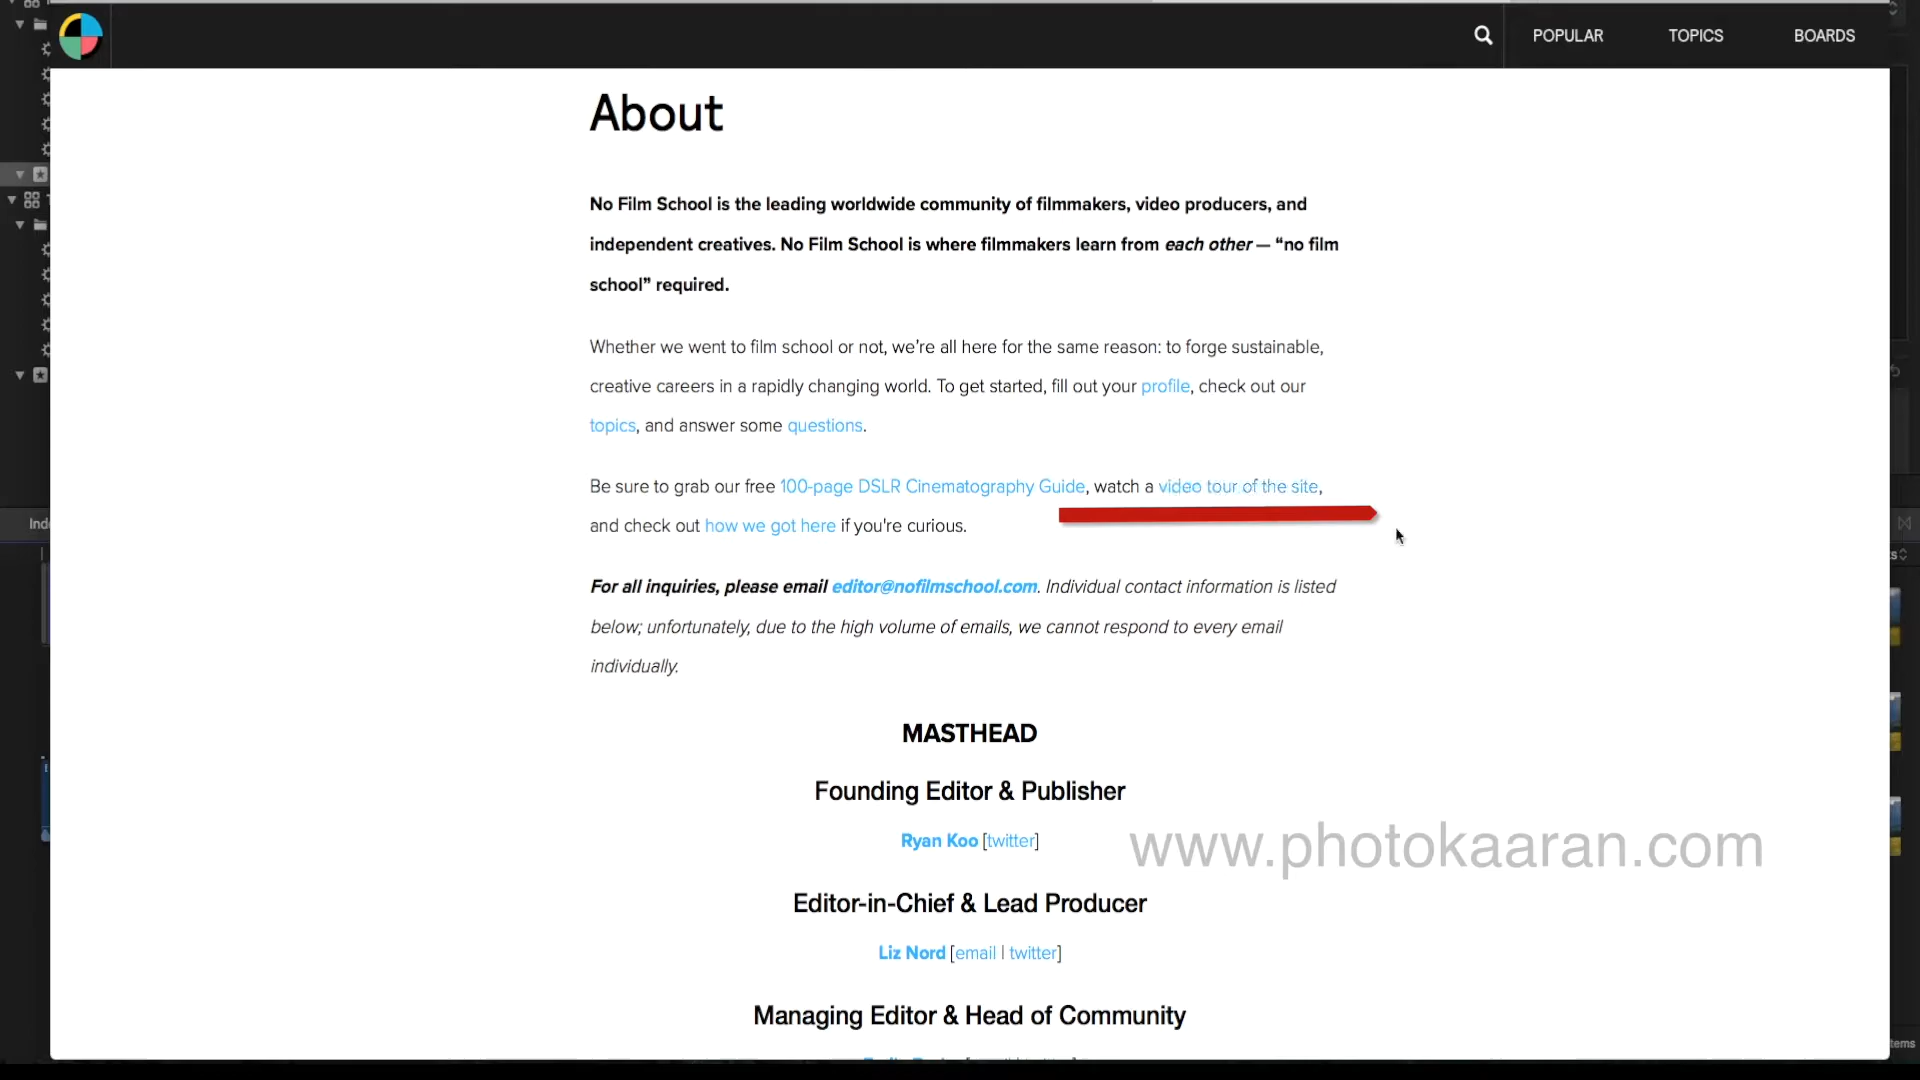 POPULAR TOPICS BOARDS
About
No Film School is the leading worldwide community of filmmakers, video producers, and
independent creatives. No Film School is where filmmakers learn from each other — “no film
school” required.
Whether we went to film school or not, we’re all here for the same reason: to forge sustainable,
creative careers in a rapidly changing world. To get started, fill out your profile, check out our
topics, and answer some questions.
Be sure to grab our free 100-page DSLR Cinematography Guide, watch a video tour of the site,
and check out how we got here if you're curious.
For all inquiries, please email editor@nofilmschool.com. Individual contact information is listed
below; unfortunately, due to the high volume of emails, we cannot respond to every email
individually.
MASTHEAD
Founding Editor & Publisher
Ryan Koo [twitter]
www.photokaaran.com
Editor-in-Chief & Lead Producer
Liz Nord [email | twitter]
Managing Editor & Head of Community